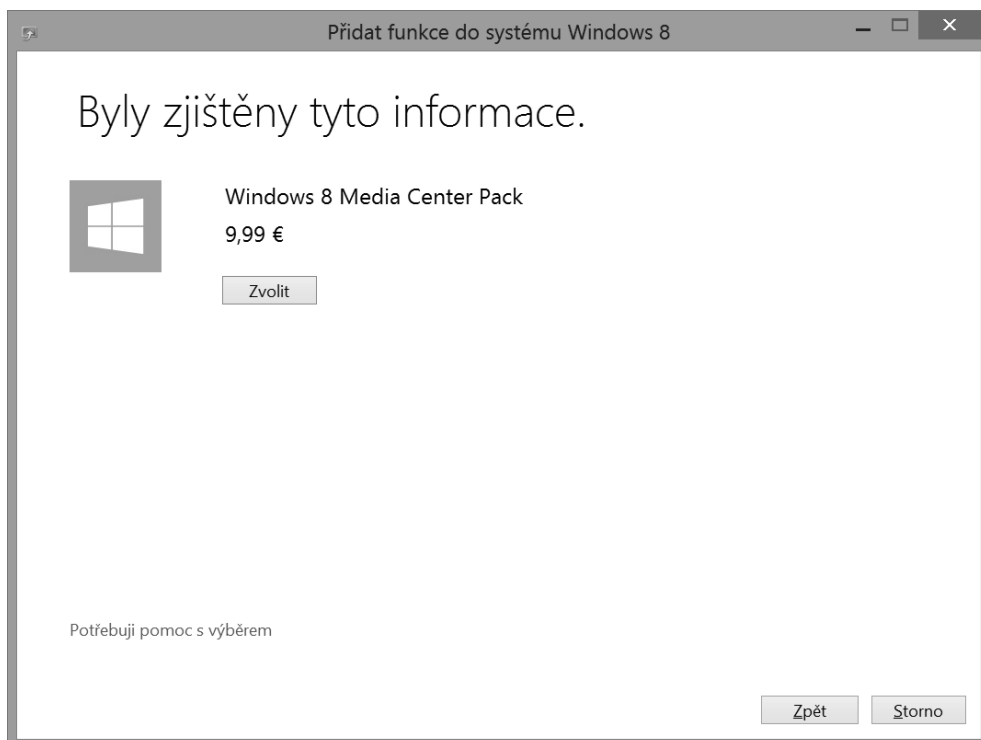 Přidat funkce do systému Windows 8
Byly zjištěny tyto informace.
Windows 8 Media Center Pack
9,99 €
Zvolit
Potřebuji pomoc s výběrem
Zpět
Storno